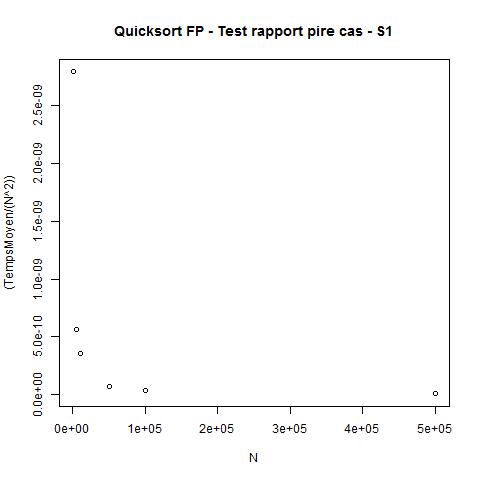 Quicksort FP - Test rapport pire cas - S1
(TempsMoyen/(N^2))
2.5e-09
2.0e-09
1.5e-09
1.0e-09
5.0e-10
0.0e+00
0e+00 1e+05 2e+05 3e+05 4e+05 5e+05
N